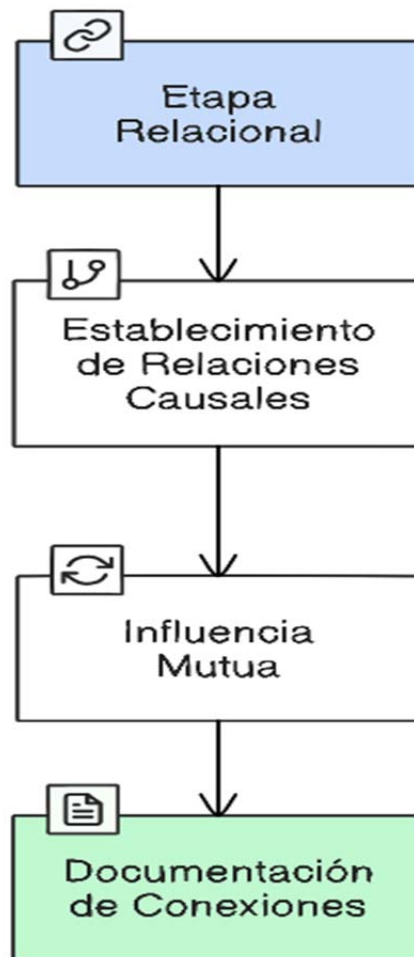 Etapa
Relacional
Establecimiento
de Relaciones
Causales
Influencia
Mutua
Documentación
de Conexiones